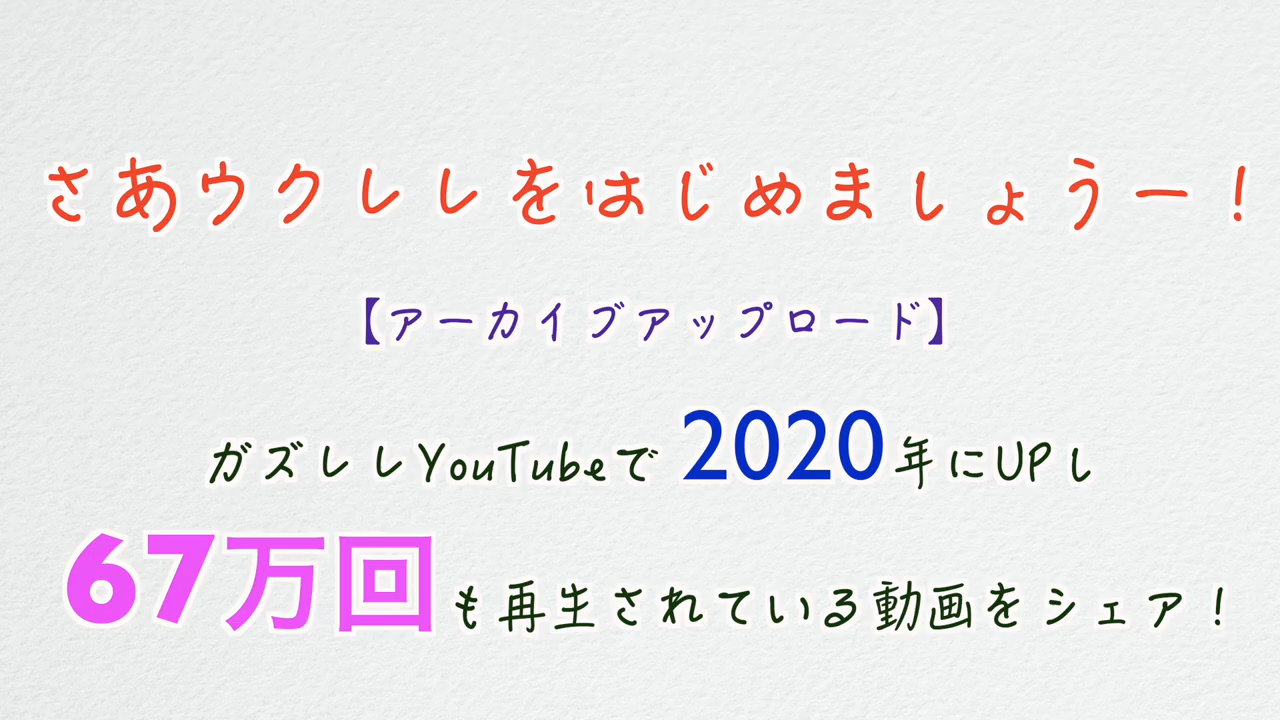 さあウクレレをはじめましょうー！
【アーカイブアップロード】
ガズレレYouTubeで2020年にUPし
67万回も再生されている動画をシェア！